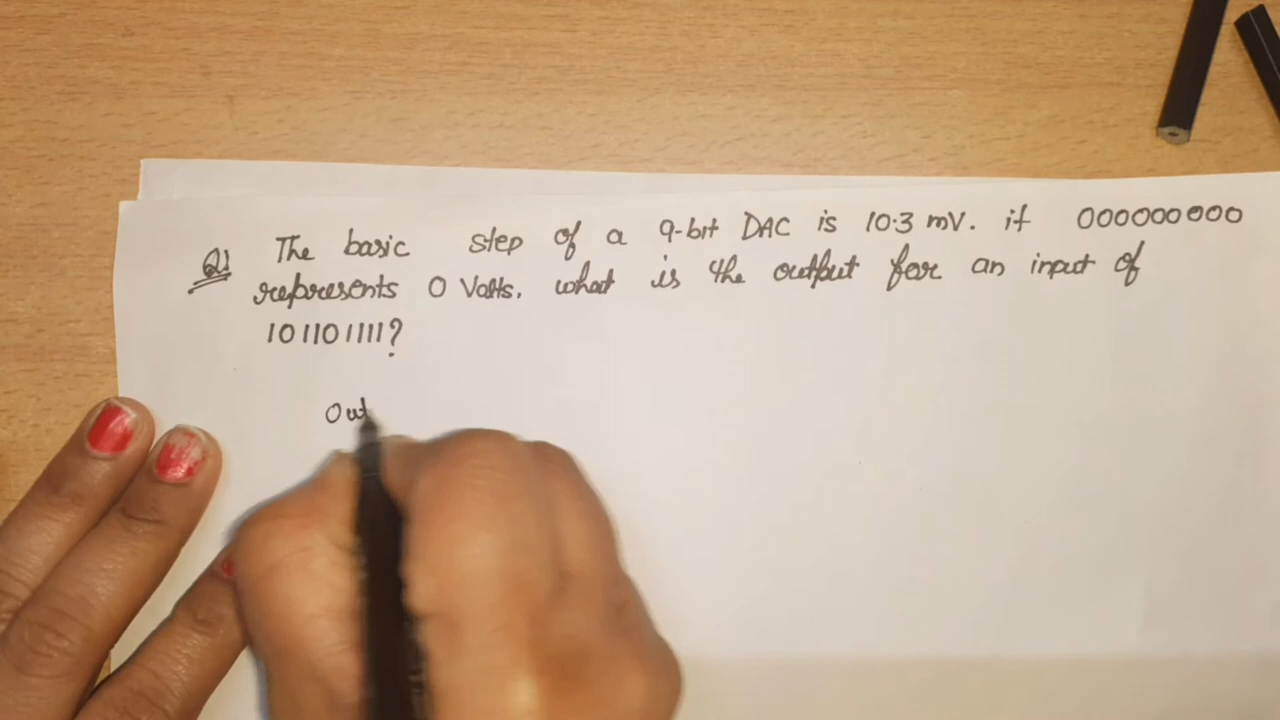 Q1 The basic step of a 9-bit DAC is 10.3 mV. if 000000000
represents 0 Volts. what is the output for an input of
101101111?
Out